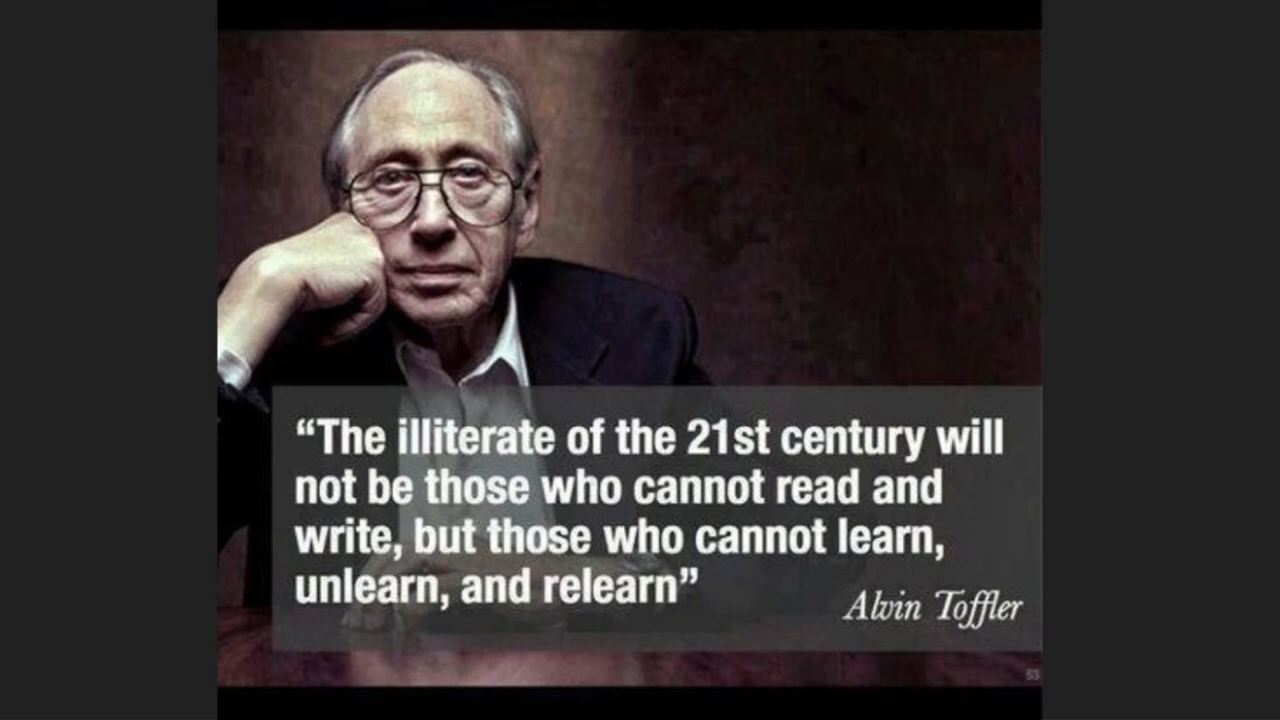 “The illiterate of the 21st century will
not be those who cannot read and
write, but those who cannot learn,
unlearn, and relearn”
Alvin Toffler
53